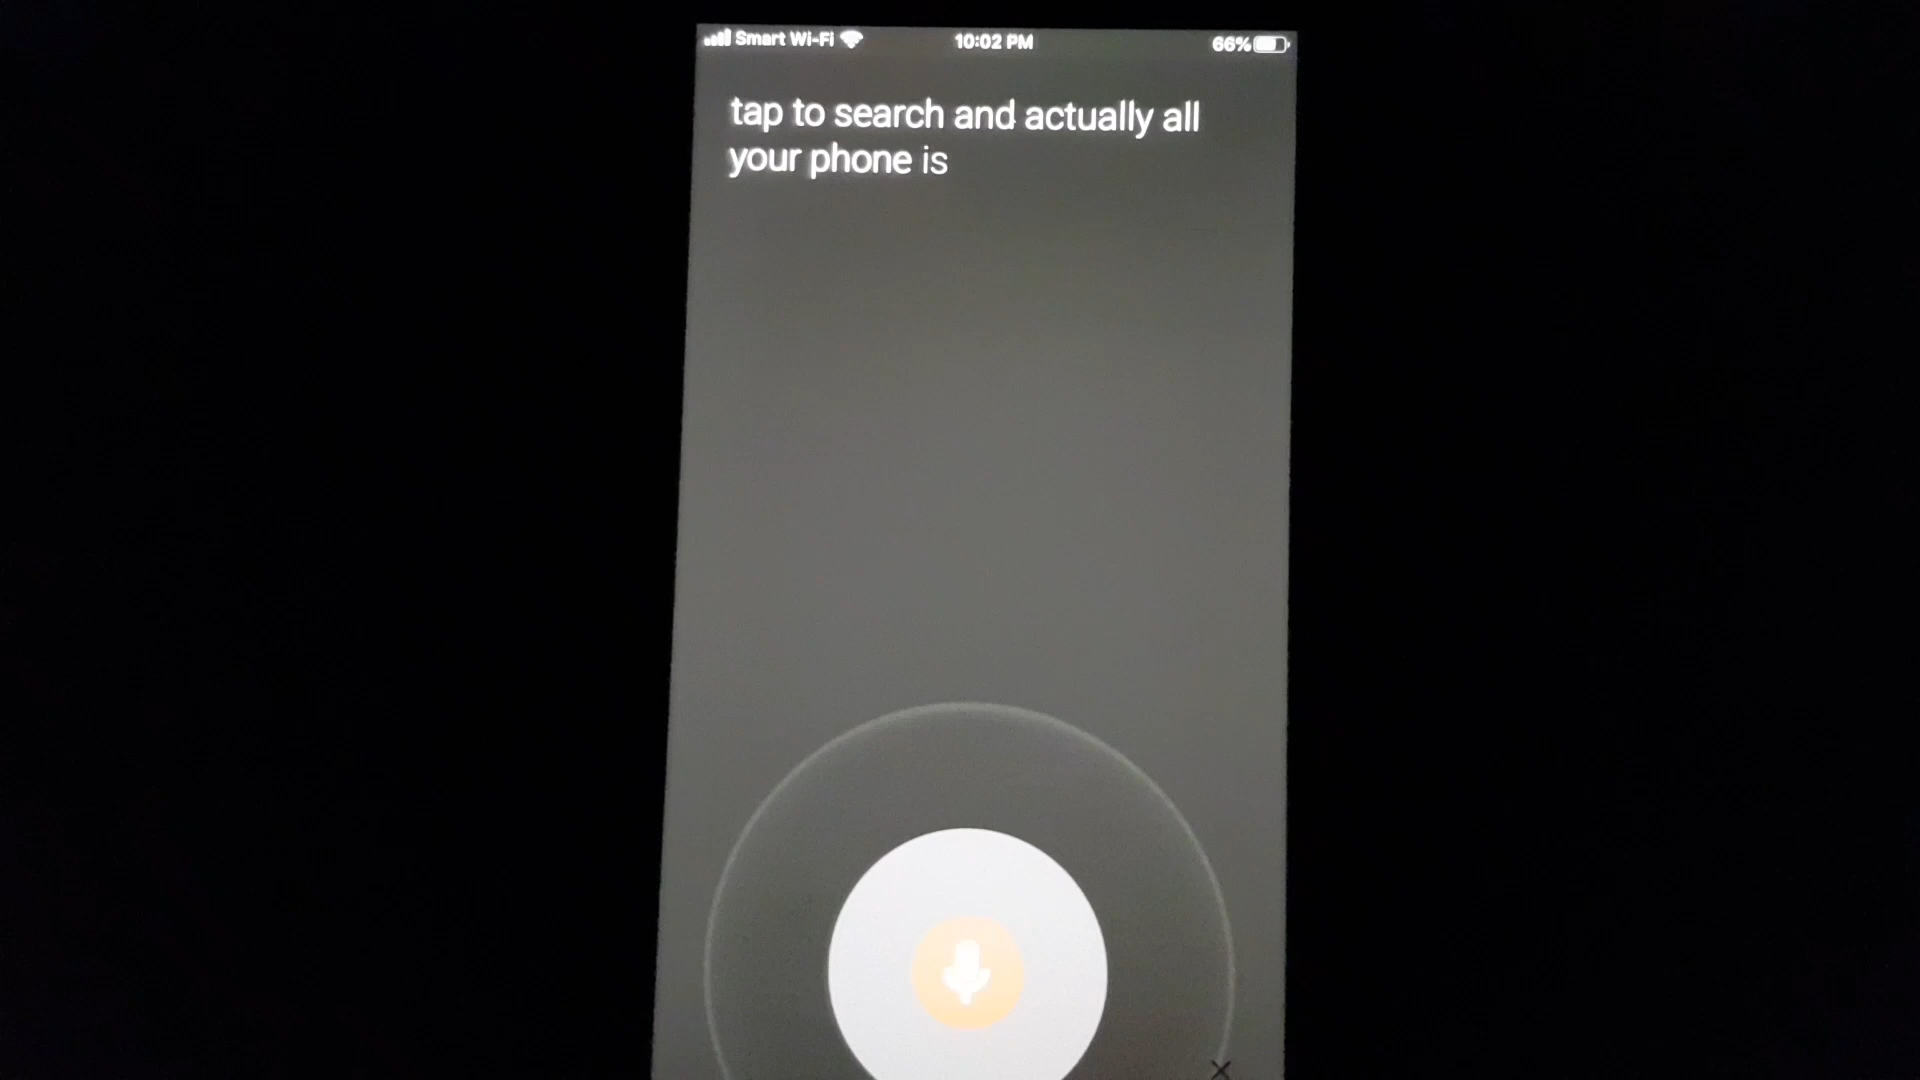 Smart Wi-Fi 10:02 PM 66%
tap to search and actually all
your phone is